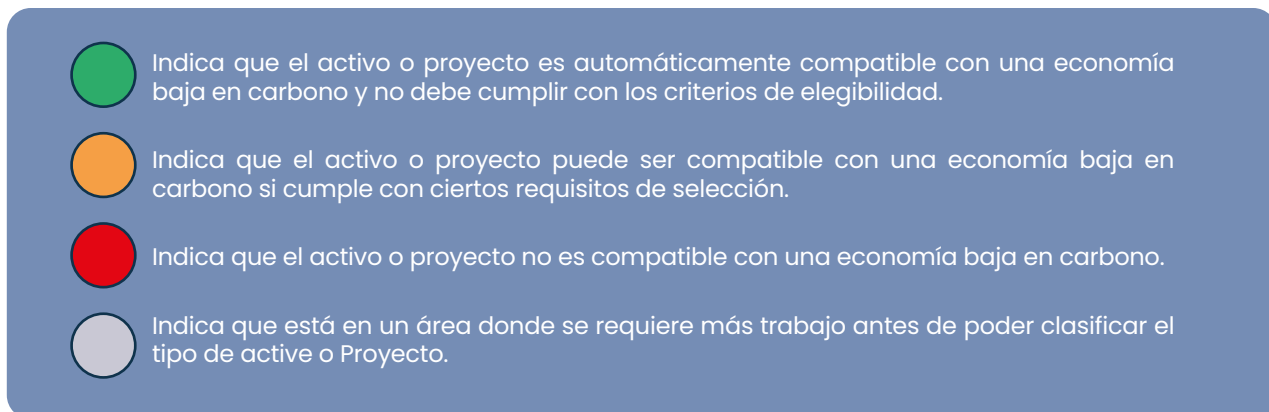 Indica que el activo o proyecto es automáticamente compatible con una economía
baja en carbono y no debe cumplir con los criterios de elegibilidad.
Indica que el activo o proyecto puede ser compatible con una economía baja en
carbono si cumple con ciertos requisitos de selección.
Indica que el activo o proyecto no es compatible con una economía baja en carbono.
Indica que está en un área donde se requiere más trabajo antes de poder clasificar el
tipo de active o Proyecto.